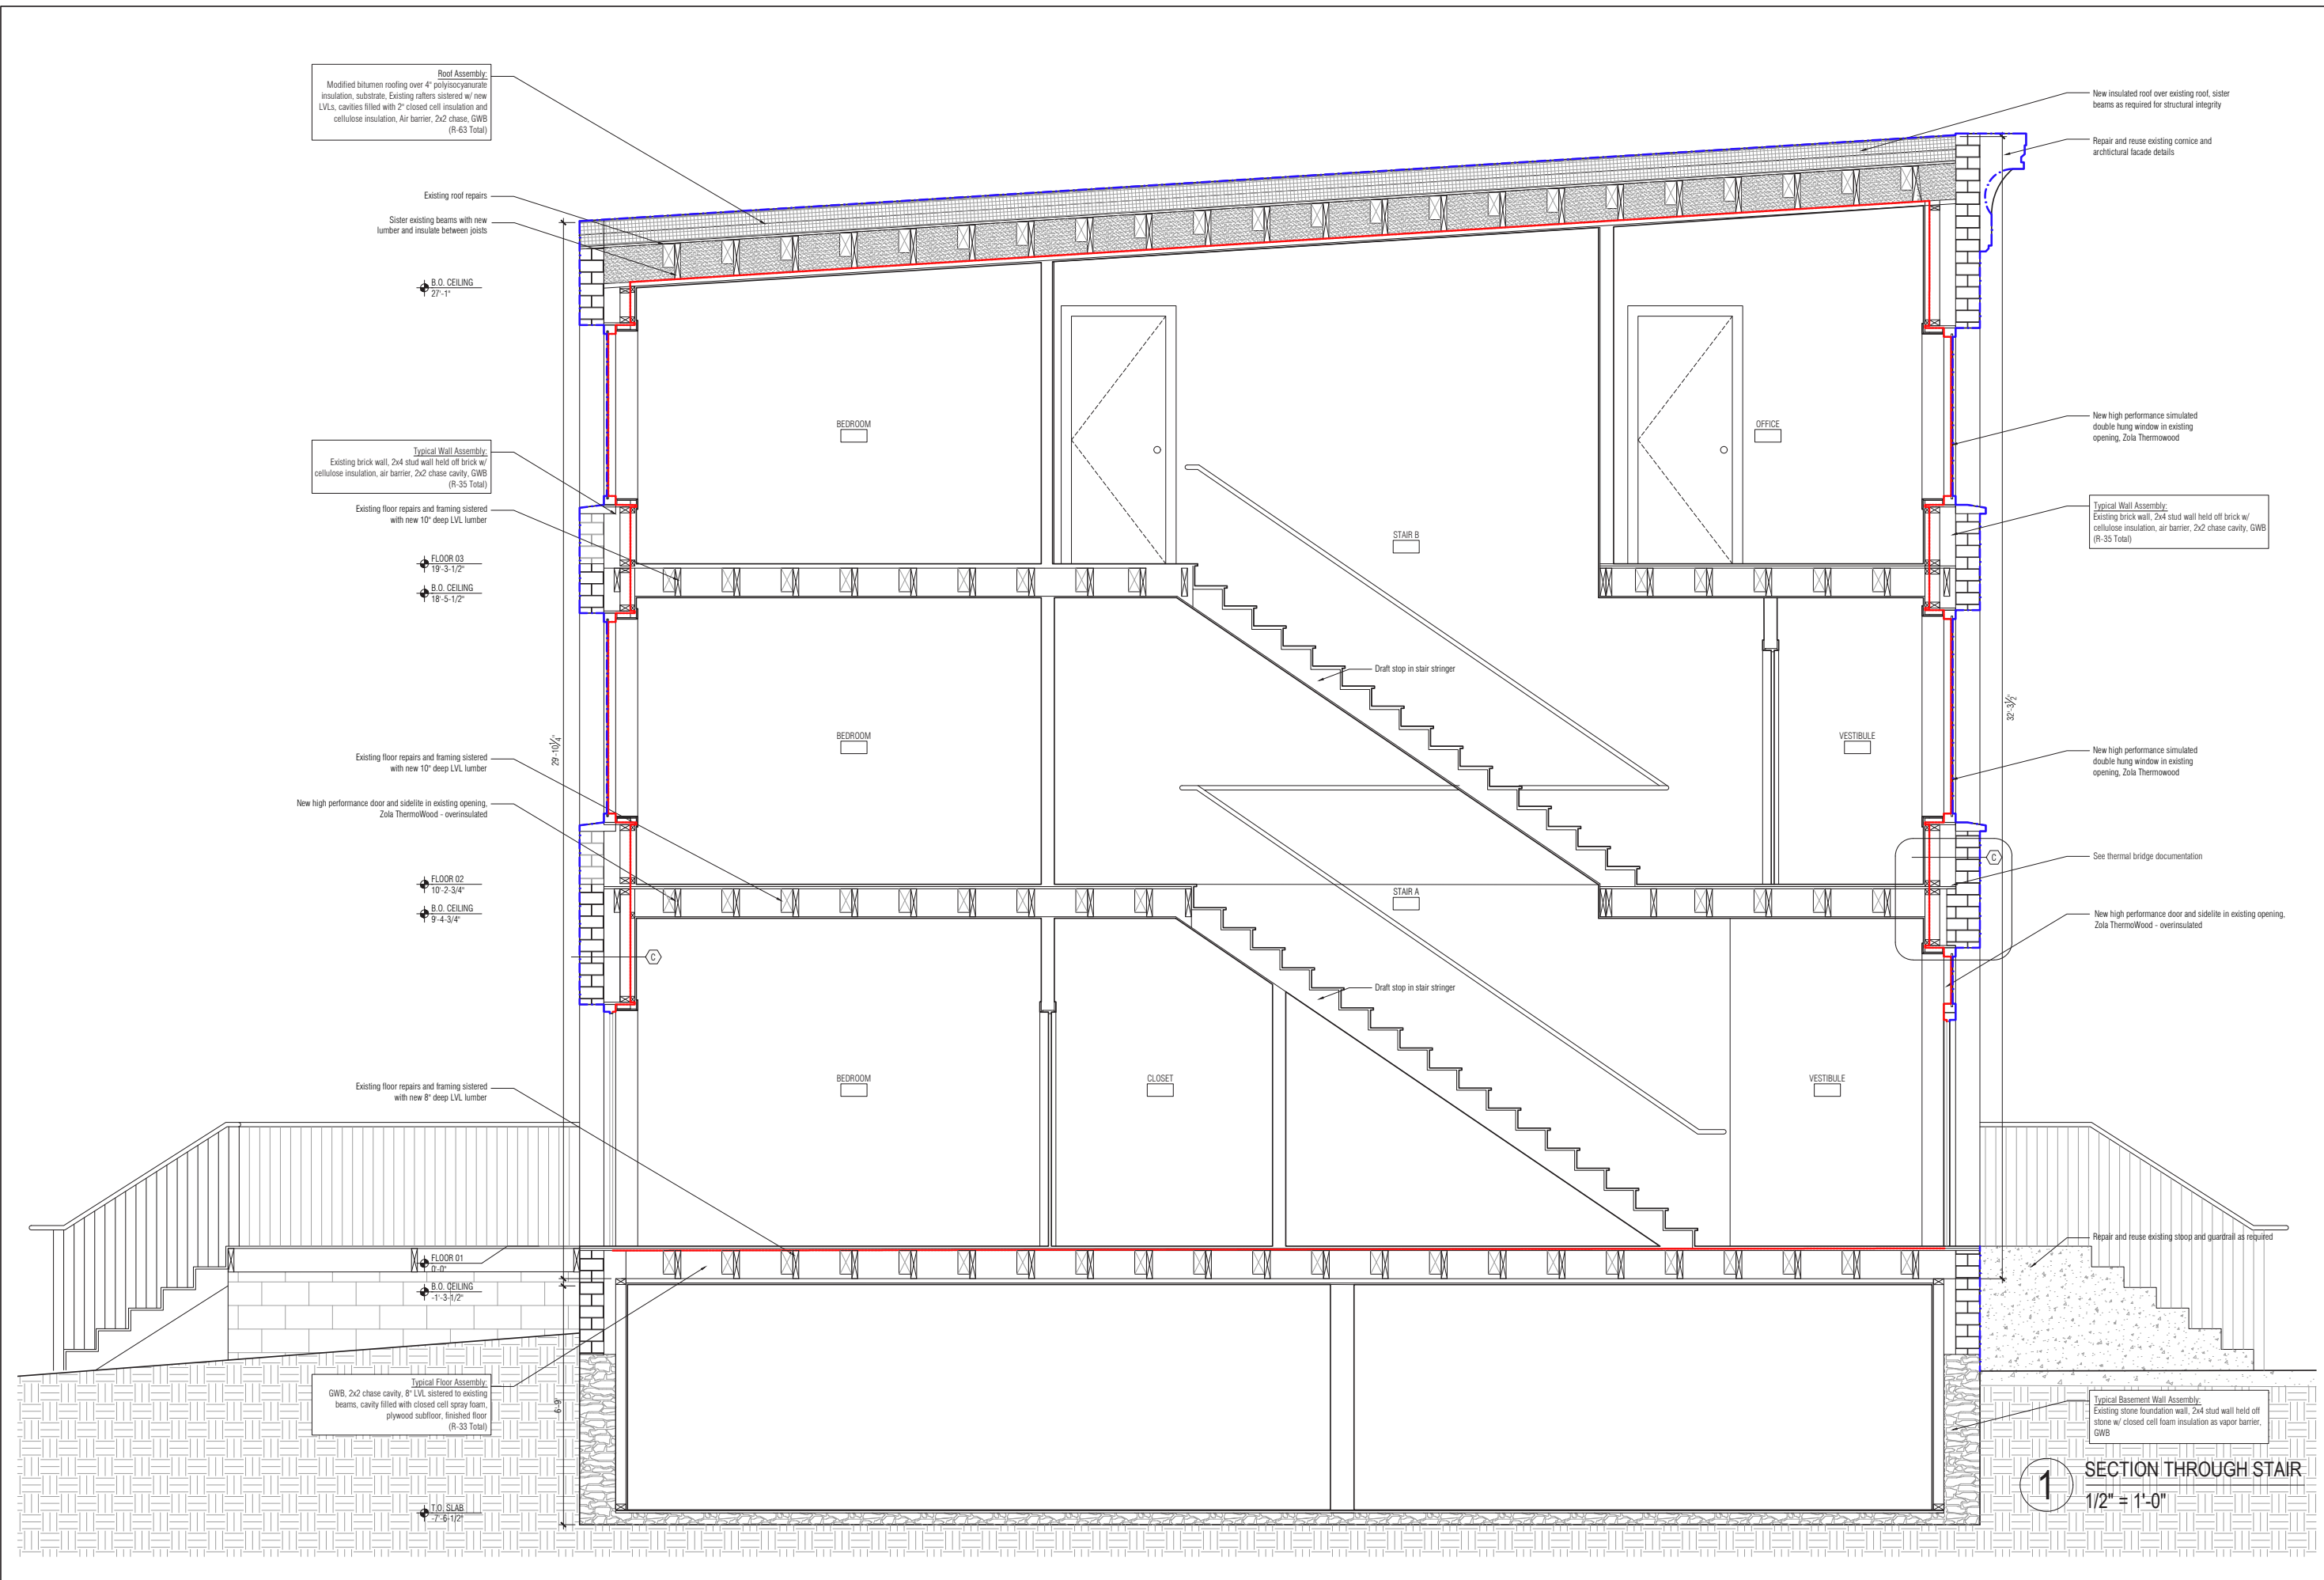 Roof Assembly:
Modified bitumen roofing over 4" polyisocyanurate
insulation, substrate, Existing rafters sistered w/ new
LVLs, cavities filled with 2" closed cell insulation and
cellulose insulation, Air barrier, 2x2 chase, GWB
(R-63 Total)
Existing roof repairs
Sister existing beams with new
lumber and insulate between joists
B.O. CEILING
27'-1"
Typical Wall Assembly:
Existing brick wall, 2x4 stud wall held off brick w/
cellulose insulation, air barrier, 2x2 chase cavity, GWB
(R-35 Total)
Existing floor repairs and framing sistered
with new 10" deep LVL lumber
FLOOR 03
19'-3-1/2"
B.O. CEILING
18'-5-1/2"
29'-10¼"
Existing floor repairs and framing sistered
with new 10" deep LVL lumber
New high performance door and sidelite in existing opening,
Zola ThermoWood - overinsulated
FLOOR 02
10'-2-3/4"
B.O. CEILING
9'-4-3/4"
C
Existing floor repairs and framing sistered
with new 8" deep LVL lumber
FLOOR 01
0'-0"
B.O. CEILING
-1'-3-1/2"
Typical Floor Assembly:
GWB, 2x2 chase cavity, 8" LVL sistered to existing
beams, cavity filled with closed cell spray foam,
plywood subfloor, finished floor
(R-33 Total)
6'-9"
T.O. SLAB
-7'-6-1/2"
BEDROOM
OFFICE
STAIR B
Draft stop in stair stringer
BEDROOM
VESTIBULE
STAIR A
Draft stop in stair stringer
BEDROOM
CLOSET
VESTIBULE
New insulated roof over existing roof, sister
beams as required for structural integrity
Repair and reuse existing cornice and
archtictural facade details
New high performance simulated
double hung window in existing
opening, Zola Thermowood
Typical Wall Assembly:
Existing brick wall, 2x4 stud wall held off brick w/
cellulose insulation, air barrier, 2x2 chase cavity, GWB
(R-35 Total)
32'-3½"
New high performance simulated
double hung window in existing
opening, Zola Thermowood
C
See thermal bridge documentation
New high performance door and sidelite in existing opening,
Zola ThermoWood - overinsulated
Repair and reuse existing stoop and guardrail as required
Typical Basement Wall Assembly:
Existing stone foundation wall, 2x4 stud wall held off
stone w/ closed cell foam insulation as vapor barrier,
GWB
1
SECTION THROUGH STAIR
1/2" = 1'-0"